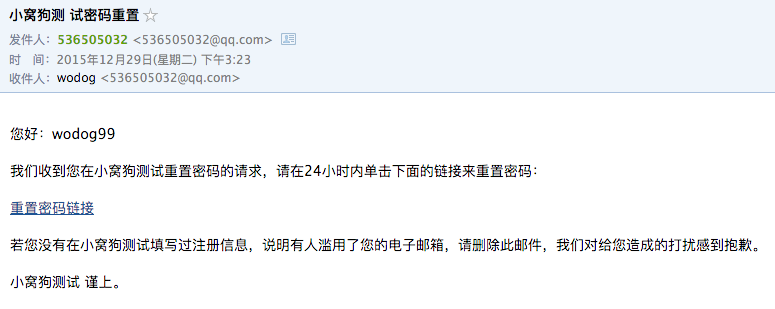 小窝狗测 试密码重置
发件人：536505032 <536505032@qq.com>
时 间：2015年12月29日(星期二) 下午3:23
收件人：wodog <536505032@qq.com>
您好：wodog99
我们收到您在小窝狗测试重置密码的请求，请在24小时内单击下面的链接来重置密码：
重置密码链接
若您没有在小窝狗测试填写过注册信息，说明有人滥用了您的电子邮箱，请删除此邮件，我们对给您造成的打扰感到抱歉。
小窝狗测试 谨上。